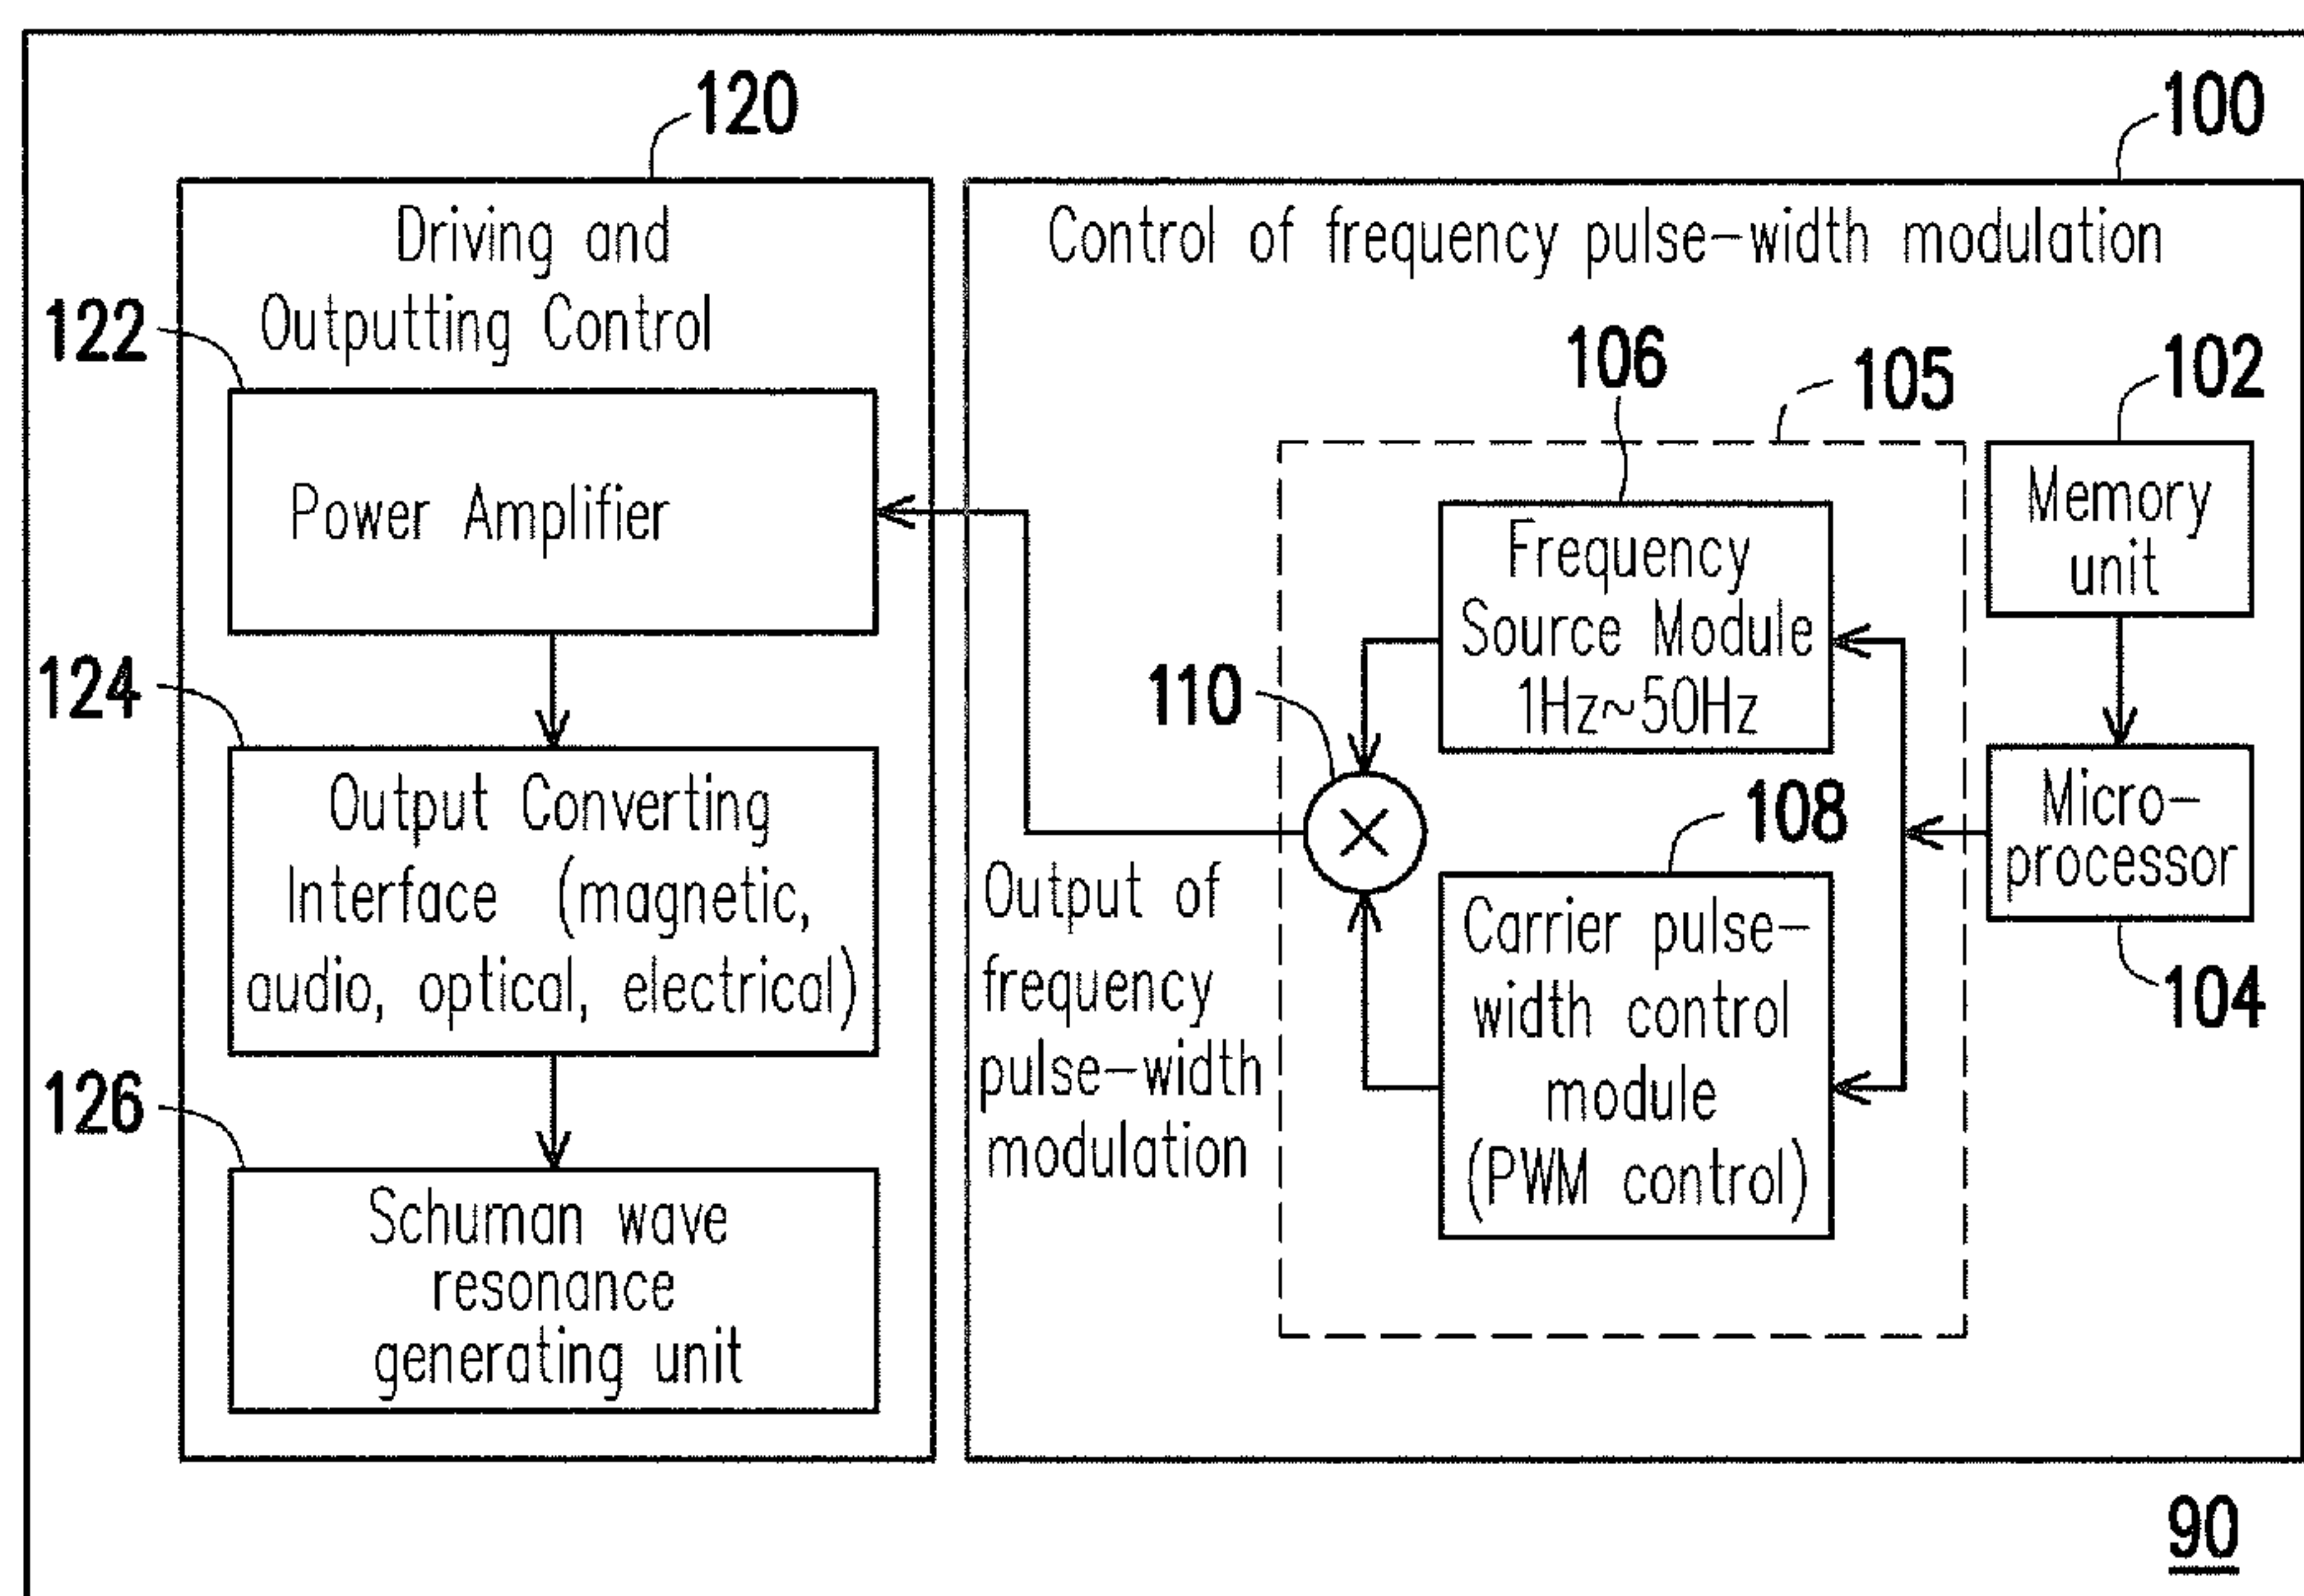 120
100
Driving and
Outputting Control
Control of frequency pulse-width modulation
122
Power Amplifier
124
Output Converting
Interface (magnetic,
audio, optical, electrical)
126
Schuman wave
resonance
generating unit
106
105
102
Frequency
Source Module
1Hz~50Hz
Memory
unit
110
108
Micro-
processor
104
Carrier pulse-
width control
module
(PWM control)
Output of
frequency
pulse-width
modulation
90